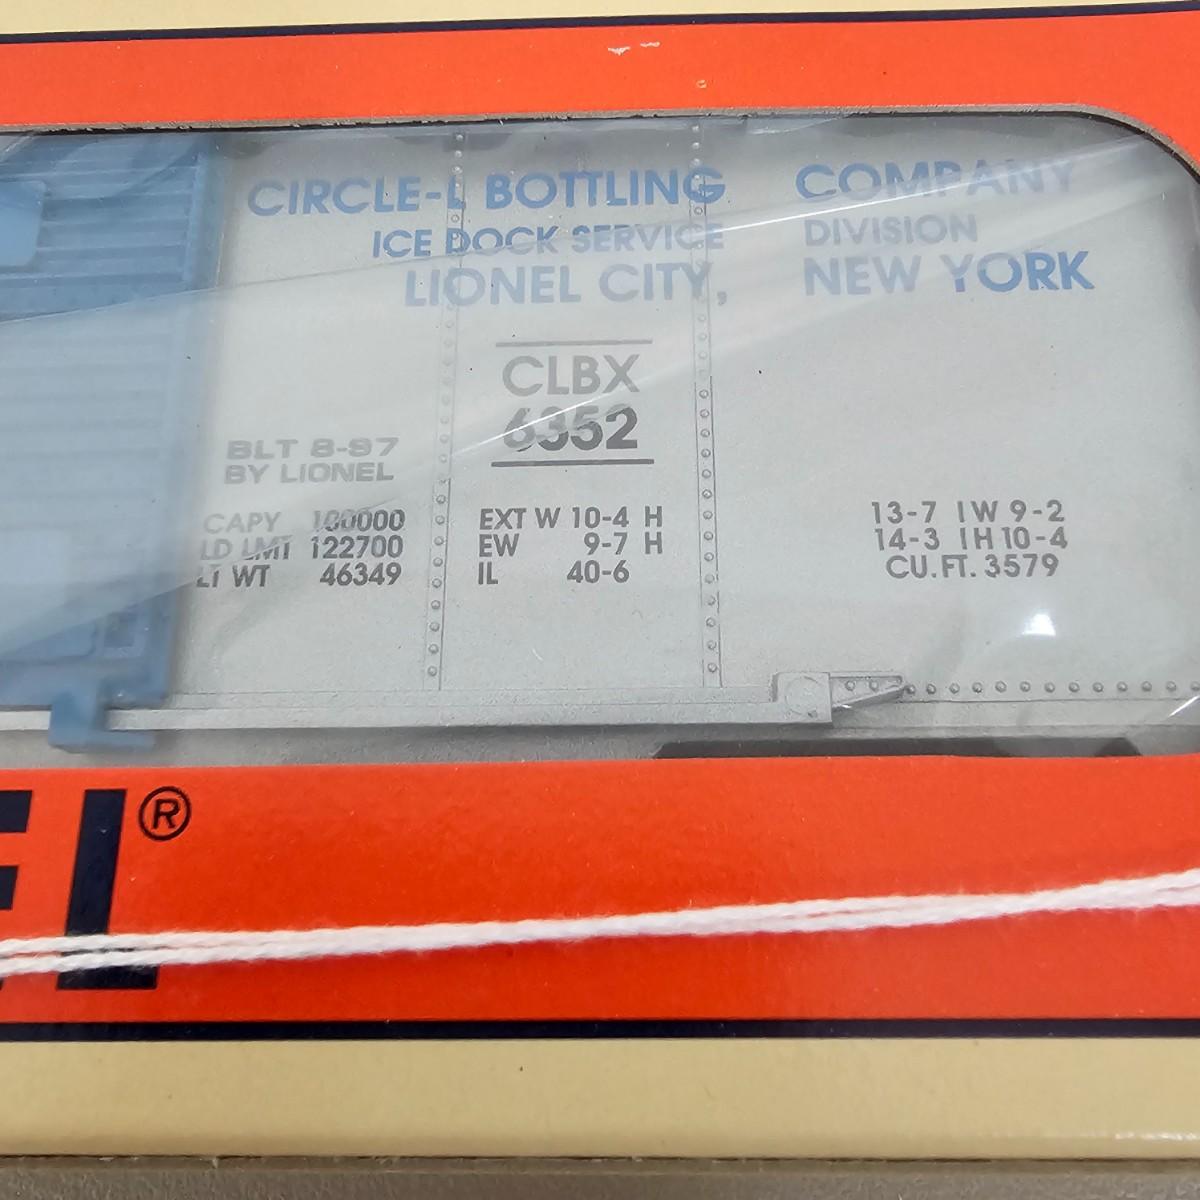 CIRCLE-L BOTTLING COMPANY
ICE DOCK SERVICE DIVISION
LIONEL CITY, NEW YORK
CLBX
6352
BLT 8-97
BY LIONEL
CAPY 100000
LD LMT 122700
LT WT 46349
EXT W 10-4 H
EW 9-7 H
IL 40-6
13-7 IW 9-2
14-3 IH 10-4
CU.FT. 3579
EL®